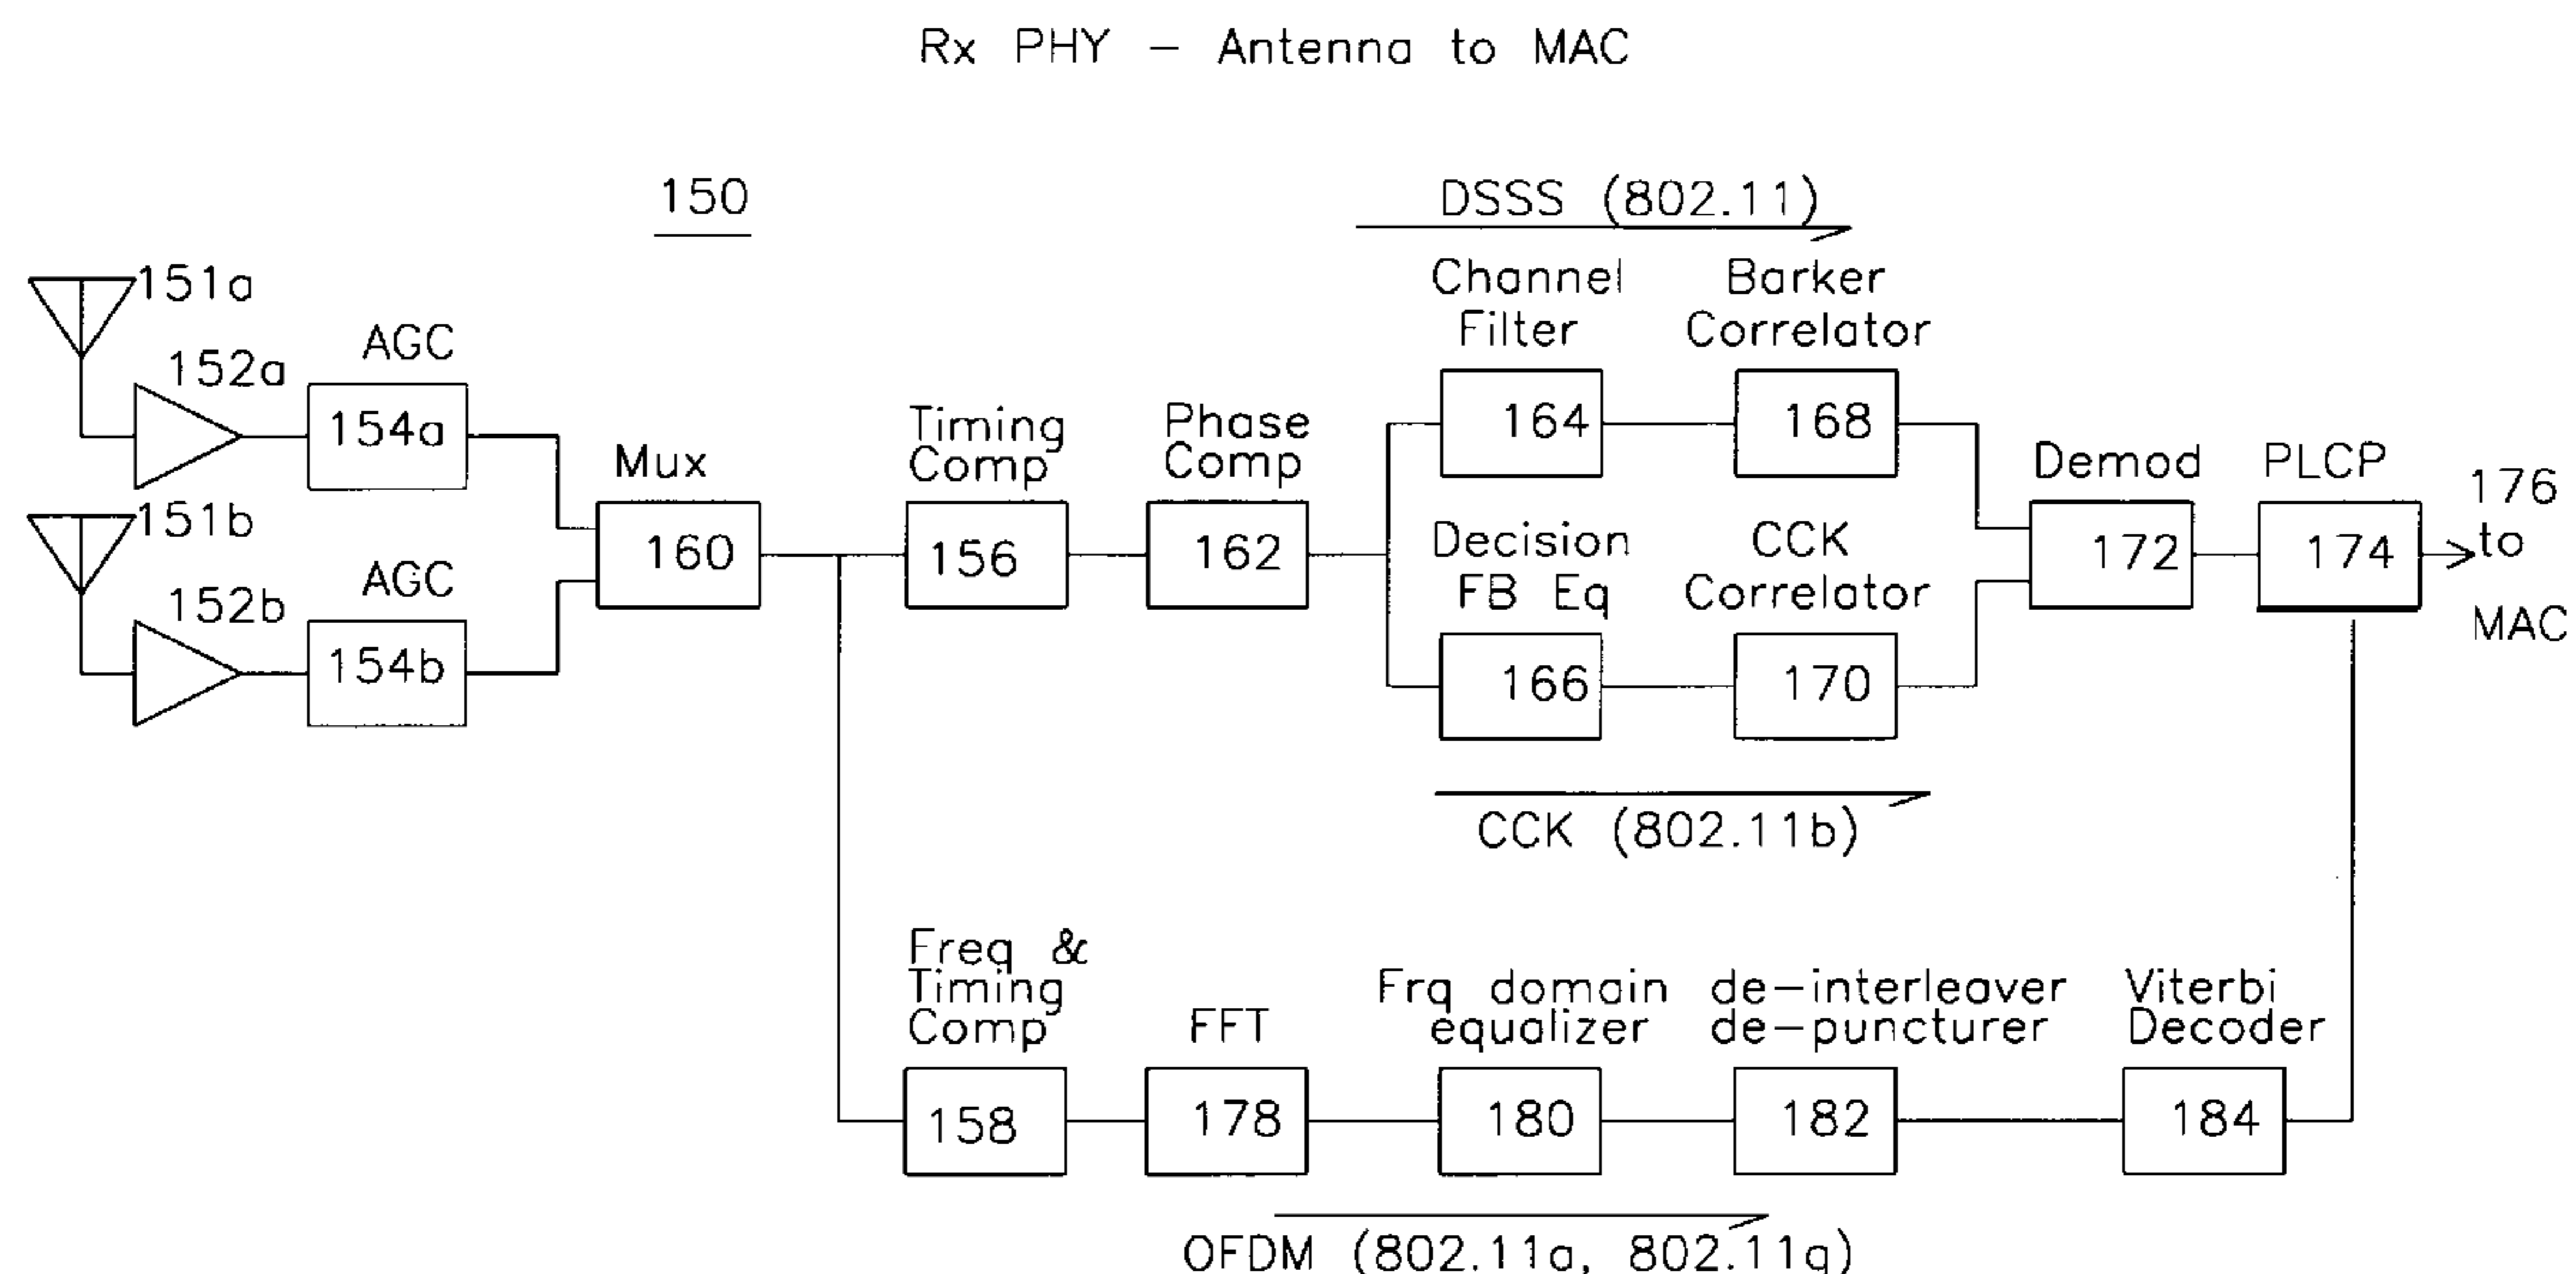 Rx PHY – Antenna to MAC
150
DSSS (802.11)
151a
152a
AGC
154a
151b
152b
AGC
154b
Mux
160
Timing
Comp
156
Phase
Comp
162
Channel
Filter
164
Barker
Correlator
168
Decision
FB Eq
166
CCK
Correlator
170
CCK (802.11b)
Demod
172
PLCP
174
176
to
MAC
Freq &
Timing
Comp
158
FFT
178
Frq domain
equalizer
180
de-interleaver
de-puncturer
182
Viterbi
Decoder
184
OFDM (802.11a, 802.11g)